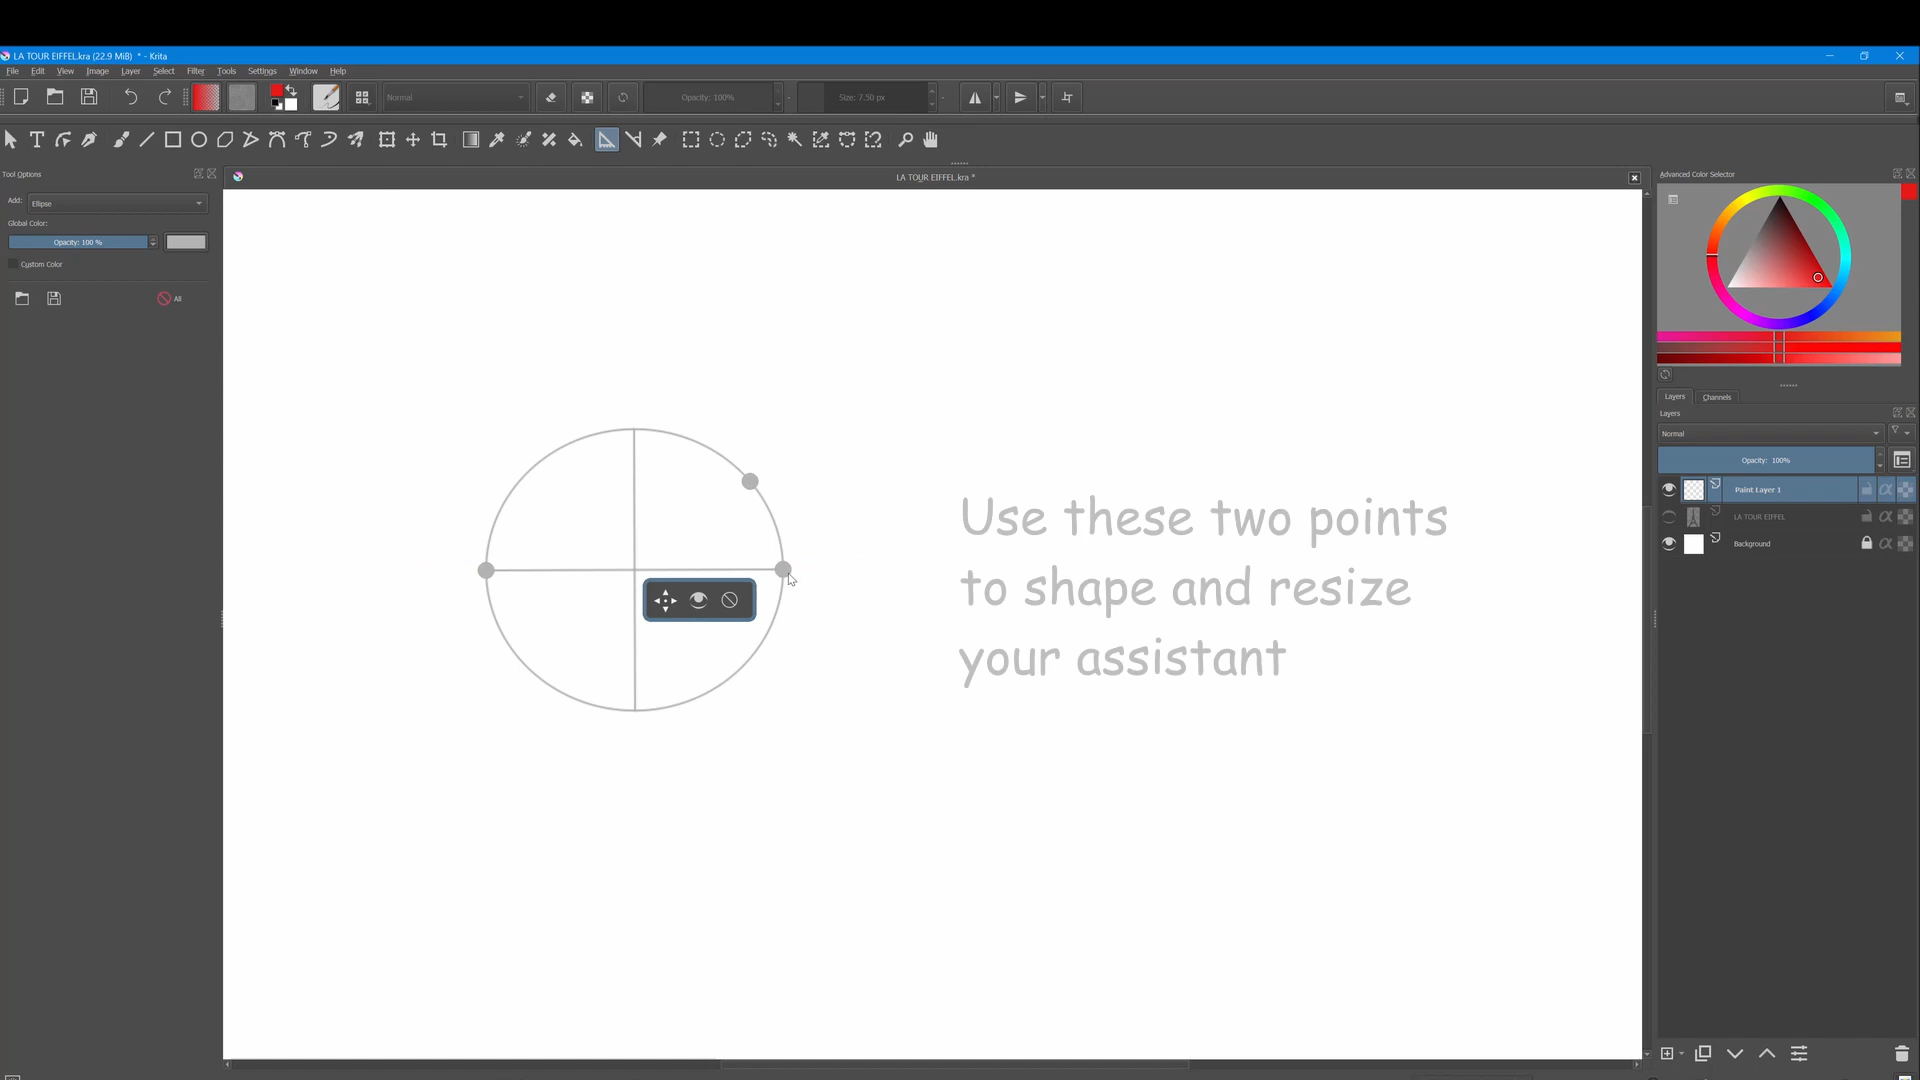 LA TOUR EIFFEL.kra (22.9 MiB) * - Krita
File Edit View Image Layer Select Filter Tools Settings Window Help
Normal
Opacity: 100%
Size: 7.50 px
Tool Options
LA TOUR EIFFEL.kra *
Advanced Color Selector
Add: Ellipse
Global Color:
Opacity: 100 %
Custom Color
All
Layers Channels
Layers
Normal
Opacity: 100%
Paint Layer 1
LA TOUR EIFFEL
Background
Use these two points
to shape and resize
your assistant